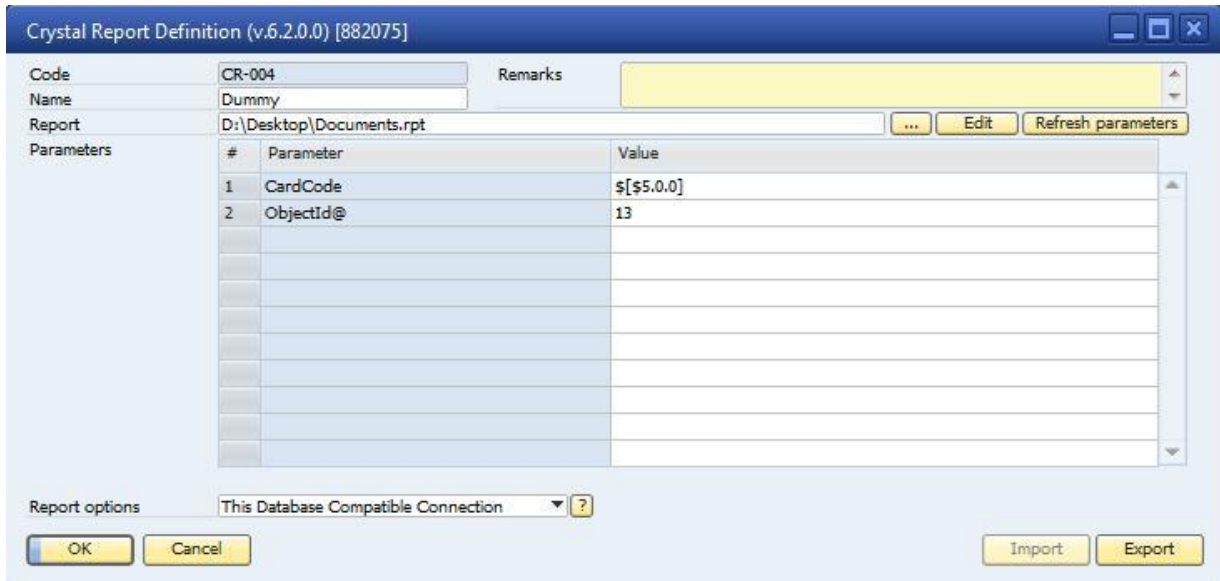 Crystal Report Definition (v.6.2.0.0) [882075]
Code CR-004 Remarks
Name Dummy
Report D:\Desktop\Documents.rpt ... Edit Refresh parameters
Parameters # Parameter Value
1 CardCode $[$5.0.0]
2 ObjectId@ 13
Report options This Database Compatible Connection ?
OK Cancel Import Export